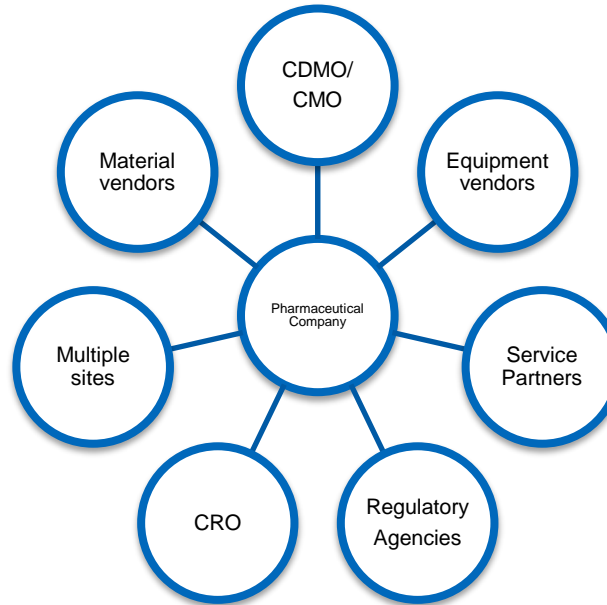 CDMO/
CMO
Material
vendors
Equipment
vendors
Pharmaceutical
Company
Multiple
sites
Service
Partners
CRO
Regulatory
Agencies